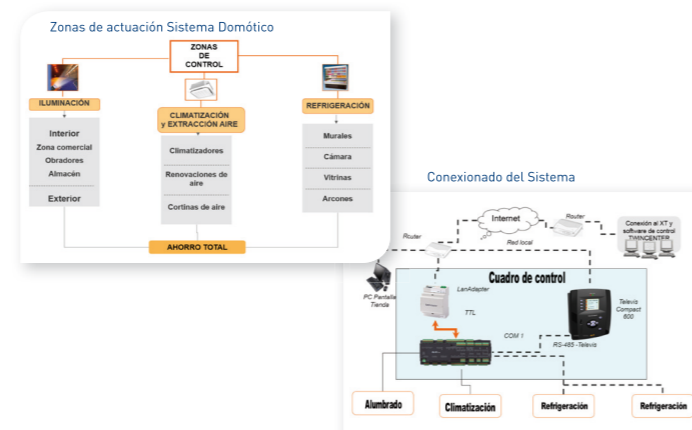 Zonas de actuación Sistema Domótico
ZONAS
DE
CONTROL
ILUMINACIÓN
Interior
Zona comercial
Obradores
Almacén
Exterior
CLIMATIZACIÓN
y EXTRACCIÓN AIRE
Climatizadores
Renovaciones de
aire
Cortinas de aire
REFRIGERACIÓN
Murales
Cámara
Vitrinas
Arcones
AHORRO TOTAL
Conexionado del Sistema
Internet
Router
Router
Red local
Conexión al XT y
software de control
TWINCENTER
PC Pantalla
Tienda
Cuadro de control
LanAdapter
TTL
COM 1
RS-485 -Televis
Televis
Compact
600
Alumbrado
Climatización
Refrigeración
Refrigeración